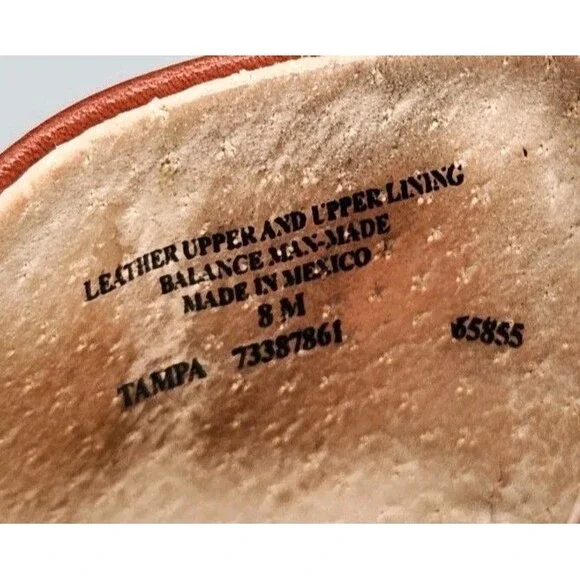 LEATHER UPPER AND UPPER LINING
BALANCE MAN-MADE
MADE IN MEXICO
8 M
TAMPA 73387861 65855